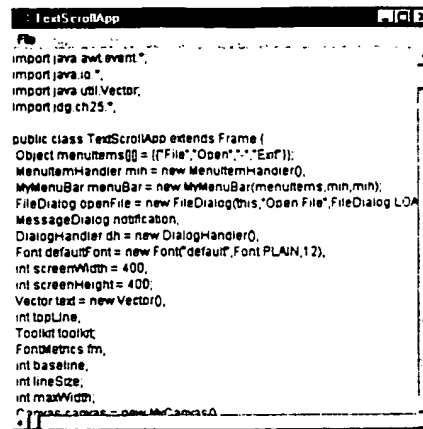 TextScrollApp
File
import java.awt.event.*;
import java.io.*;
import java.util.Vector;
import jdg.ch25.*;
public class TextScrollApp extends Frame {
Object menuItems[][] = {{"File","Open","-","Exit"}};
MenuItemHandler mih = new MenuItemHandler();
MyMenuBar menuBar = new MyMenuBar(menuItems,mih,mih);
FileDialog openFile = new FileDialog(this,"Open File",FileDialog.LOA
MessageDialog notification;
DialogHandler dh = new DialogHandler();
Font defaultFont = new Font("default",Font.PLAIN,12);
int screenWidth = 400;
int screenHeight = 400;
Vector text = new Vector();
int topLine;
Toolkit toolkit;
FontMetrics fm;
int baseline;
int lineSize;
int maxWidth;
Canvas canvas = new MyCanvas()